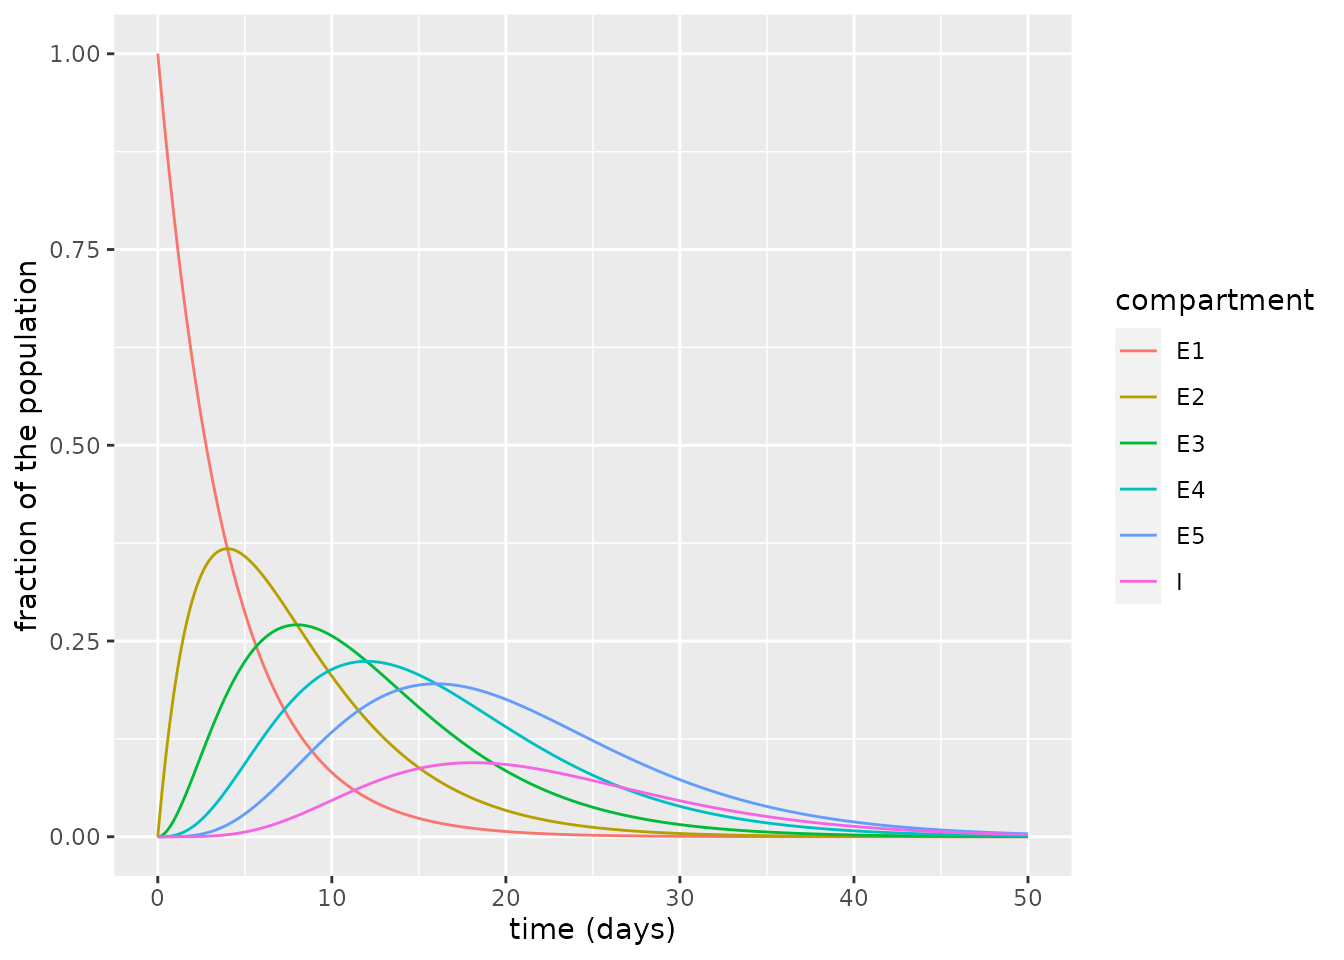 1.00
0.75
0.50
0.25
0.00
fraction of the population
0 10 20 30 40 50
time (days)
compartment
E1
E2
E3
E4
E5
I